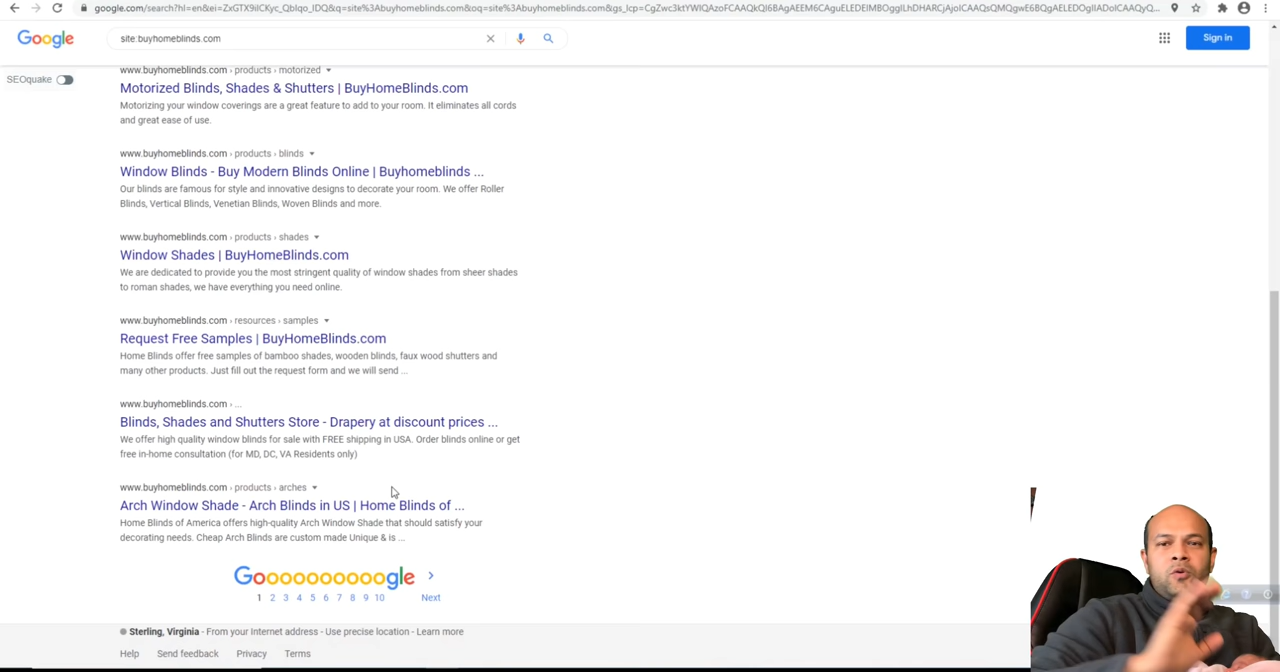 google.com/search?hl=en&ei=ZxGTX9ilCKyc_Qblqo_IDQ&q=site%3Abuyhomeblinds.com&oq=site%3Abuyhomeblinds.com&gs_lcp=
Google
site:buyhomeblinds.com
Sign in
SEOquake
www.buyhomeblinds.com › products › motorized
Motorized Blinds, Shades & Shutters | BuyHomeBlinds.com
Motorizing your window coverings are a great feature to add to your room. It eliminates all cords
and great ease of use.
www.buyhomeblinds.com › products › blinds
Window Blinds - Buy Modern Blinds Online | Buyhomeblinds ...
Our blinds are famous for style and innovative designs to decorate your room. We offer Roller
Blinds, Vertical Blinds, Venetian Blinds, Woven Blinds and more.
www.buyhomeblinds.com › products › shades
Window Shades | BuyHomeBlinds.com
We are dedicated to provide you the most stringent quality of window shades from sheer shades
to roman shades, we have everything you need online.
www.buyhomeblinds.com › resources › samples
Request Free Samples | BuyHomeBlinds.com
Home Blinds offer free samples of bamboo shades, wooden blinds, faux wood shutters and
many other products. Just fill out the request form and we will send ...
www.buyhomeblinds.com › ...
Blinds, Shades and Shutters Store - Drapery at discount prices ...
We offer high quality window blinds for sale with FREE shipping in USA. Order blinds online or get
free in-home consultation (for MD, DC, VA Residents only)
www.buyhomeblinds.com › products › arches
Arch Window Shade - Arch Blinds in US | Home Blinds of ...
Home Blinds of America offers high-quality Arch Window Shade that should satisfy your
decorating needs. Cheap Arch Blinds are custom made Unique & is ...
Goooooooooogle
1 2 3 4 5 6 7 8 9 10 Next
Sterling, Virginia - From your Internet address - Use precise location - Learn more
Help Send feedback Privacy Terms